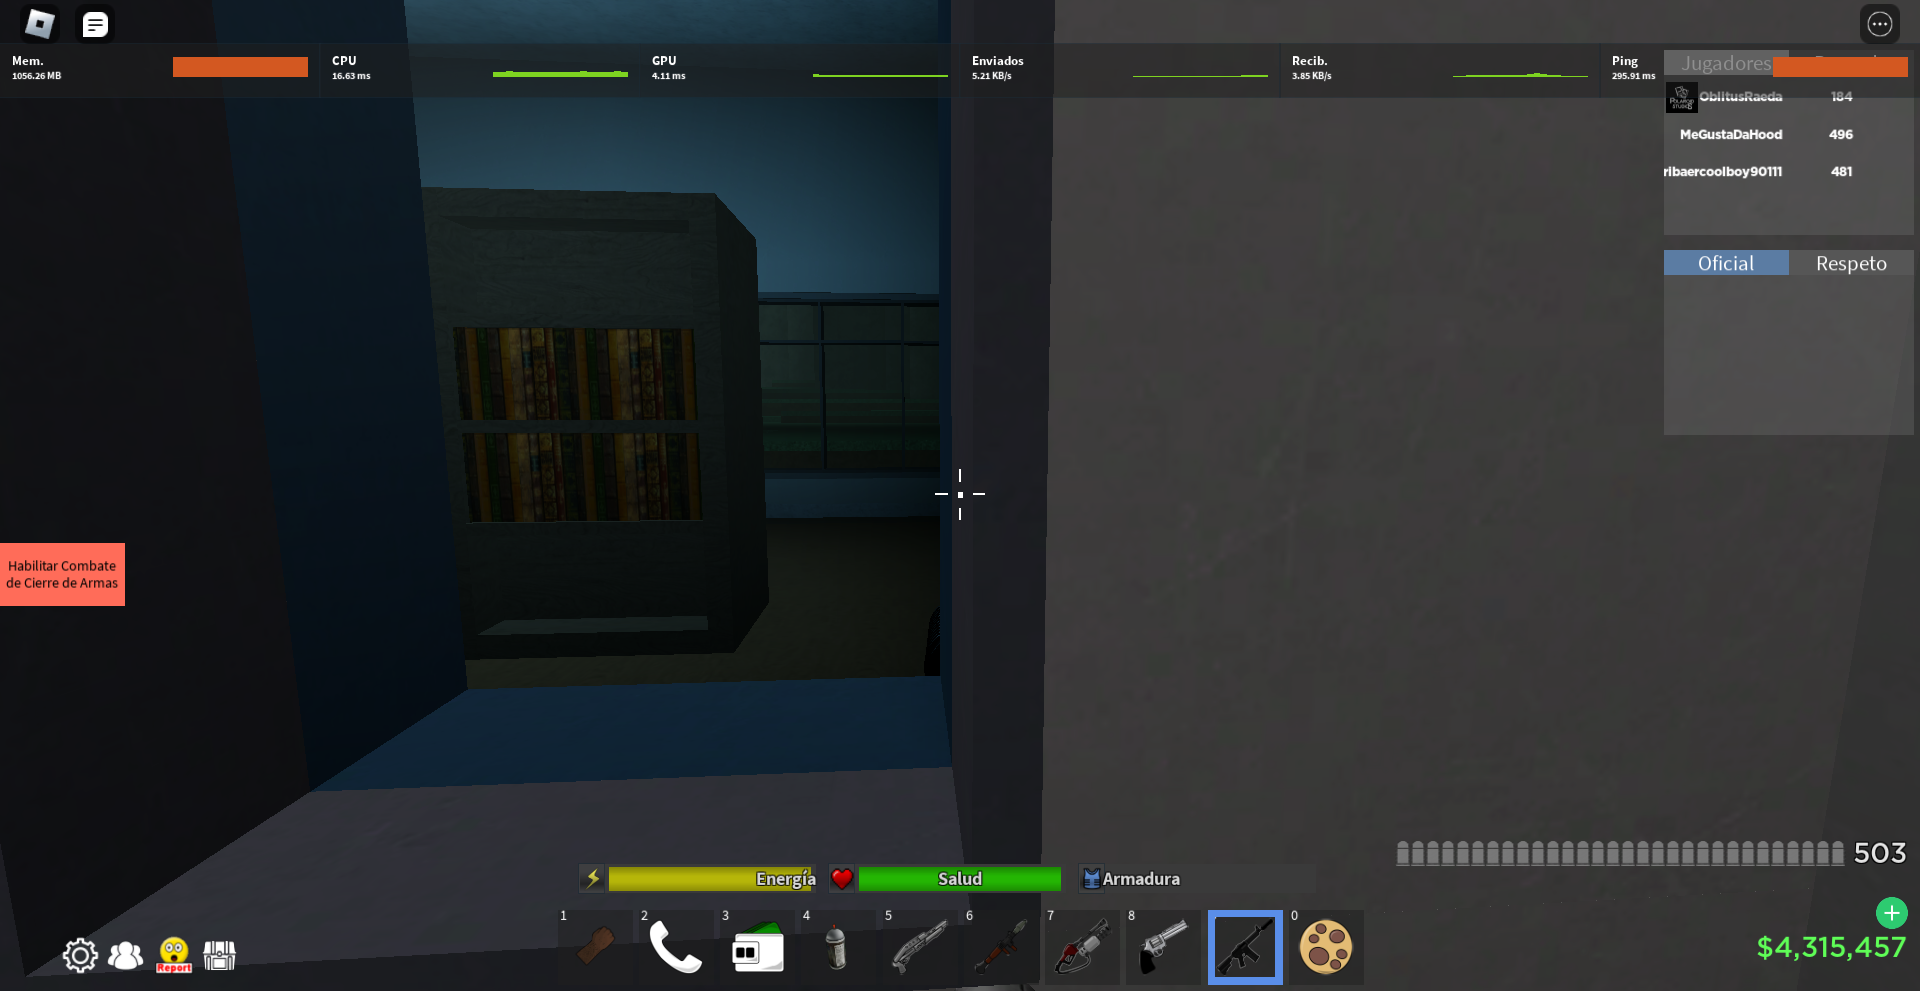 Mem.
1056.26 MB
CPU
16.63 ms
GPU
4.11 ms
Enviados
5.21 KB/s
Recib.
3.85 KB/s
Ping
295.91 ms
Jugadores
OblitusRaeda 184
MeGustaDaHood 496
ribaercoolboy90111 481
Oficial Respeto
Habilitar Combate
de Cierre de Armas
503
Energía
Salud
Armadura
1 2 3 4 5 6 7 8 0
Report
$4,315,457